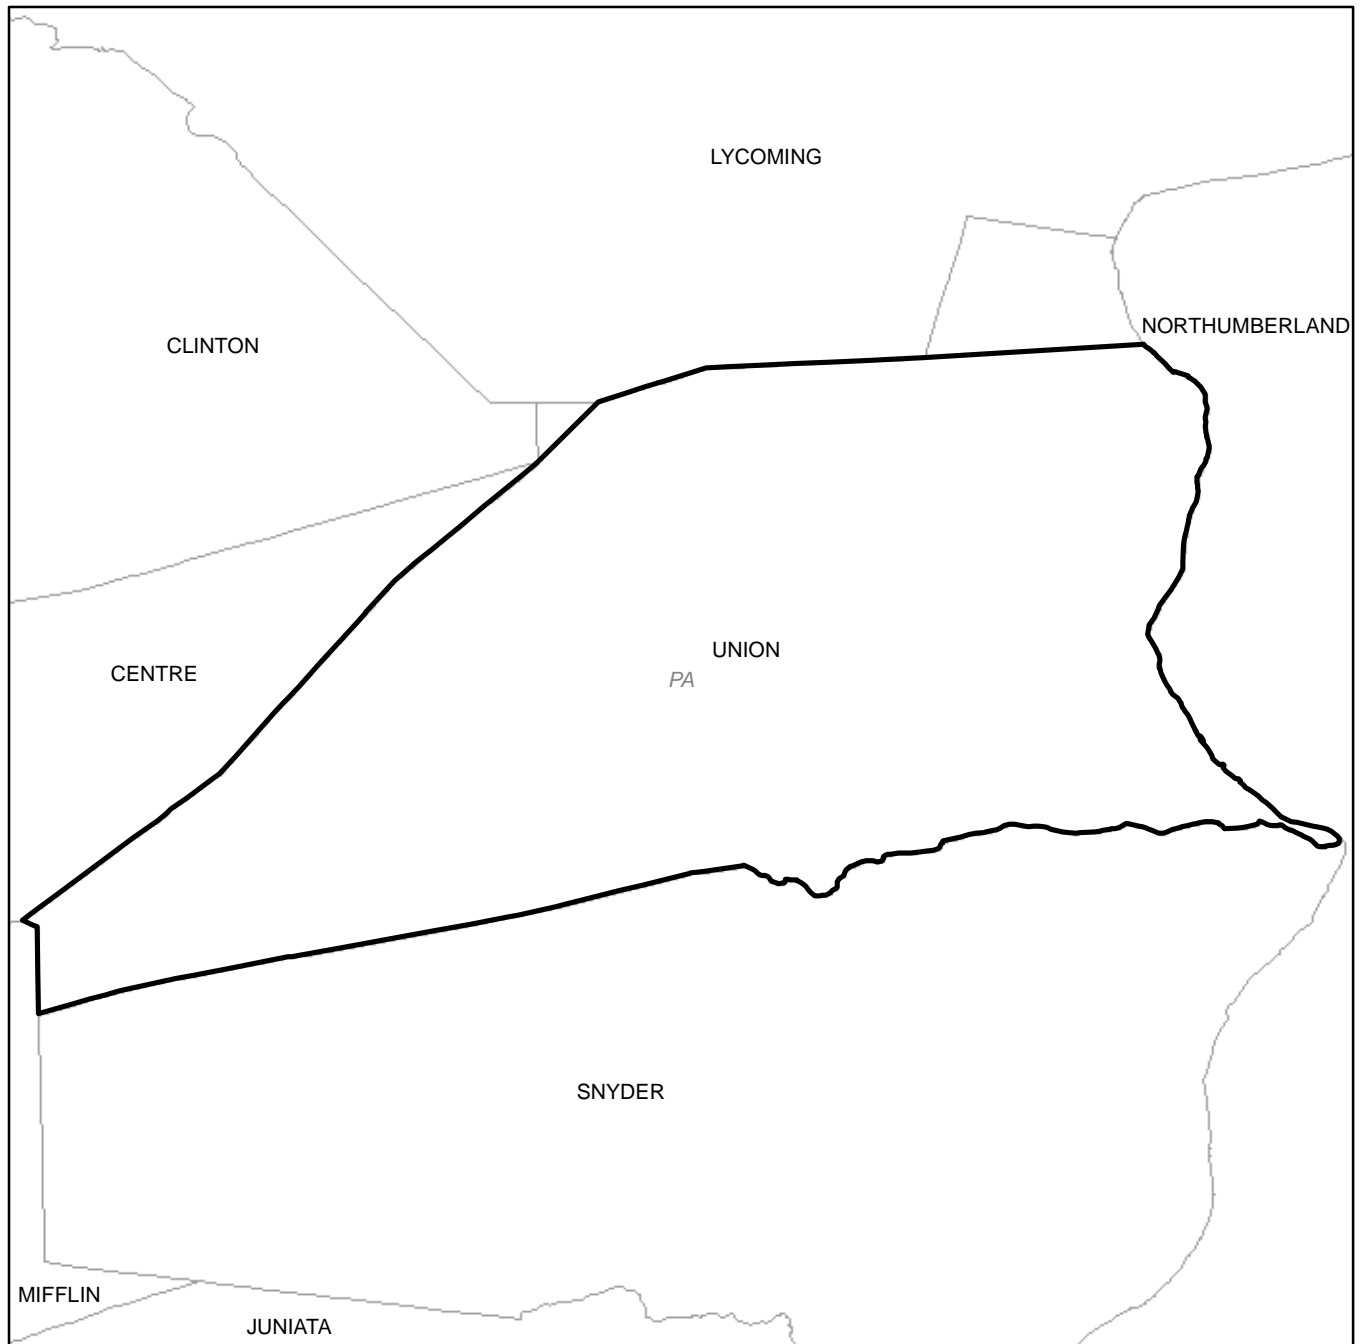 LYCOMING
NORTHUMBERLAND
CLINTON
UNION
CENTRE
PA
SNYDER
MIFFLIN
JUNIATA